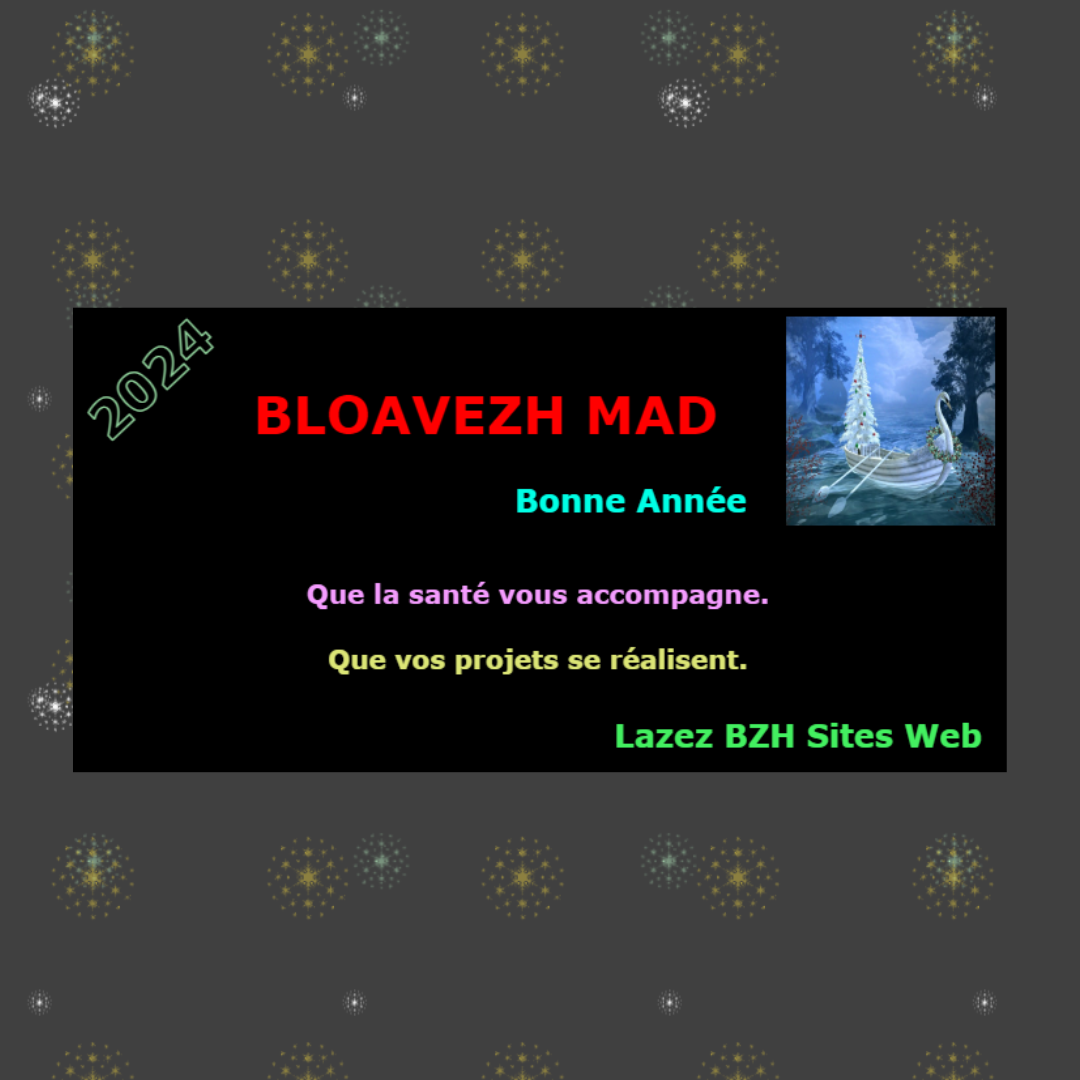 2024
BLOAVEZH MAD
Bonne Année
Que la santé vous accompagne.
Que vos projets se réalisent.
Lazez BZH Sites Web